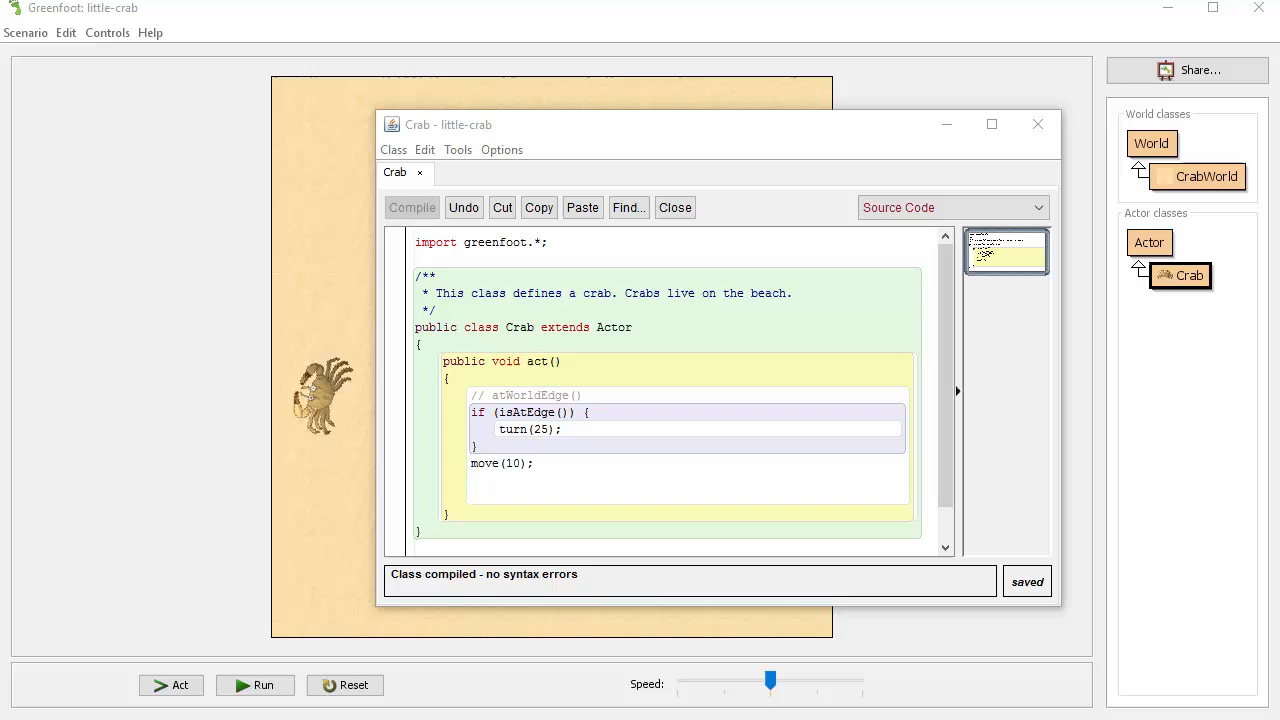 Greenfoot: little-crab
Scenario Edit Controls Help
Share...
World classes
World
CrabWorld
Actor classes
Actor
Crab
Crab - little-crab
Class Edit Tools Options
Crab ×
Compile Undo Cut Copy Paste Find... Close Source Code
import greenfoot.*;
/**
* This class defines a crab. Crabs live on the beach.
*/
public class Crab extends Actor
{
public void act()
{
// atWorldEdge()
if (isAtEdge()) {
turn(25);
}
move(10);
}
}
Class compiled - no syntax errors
saved
Act Run Reset Speed: